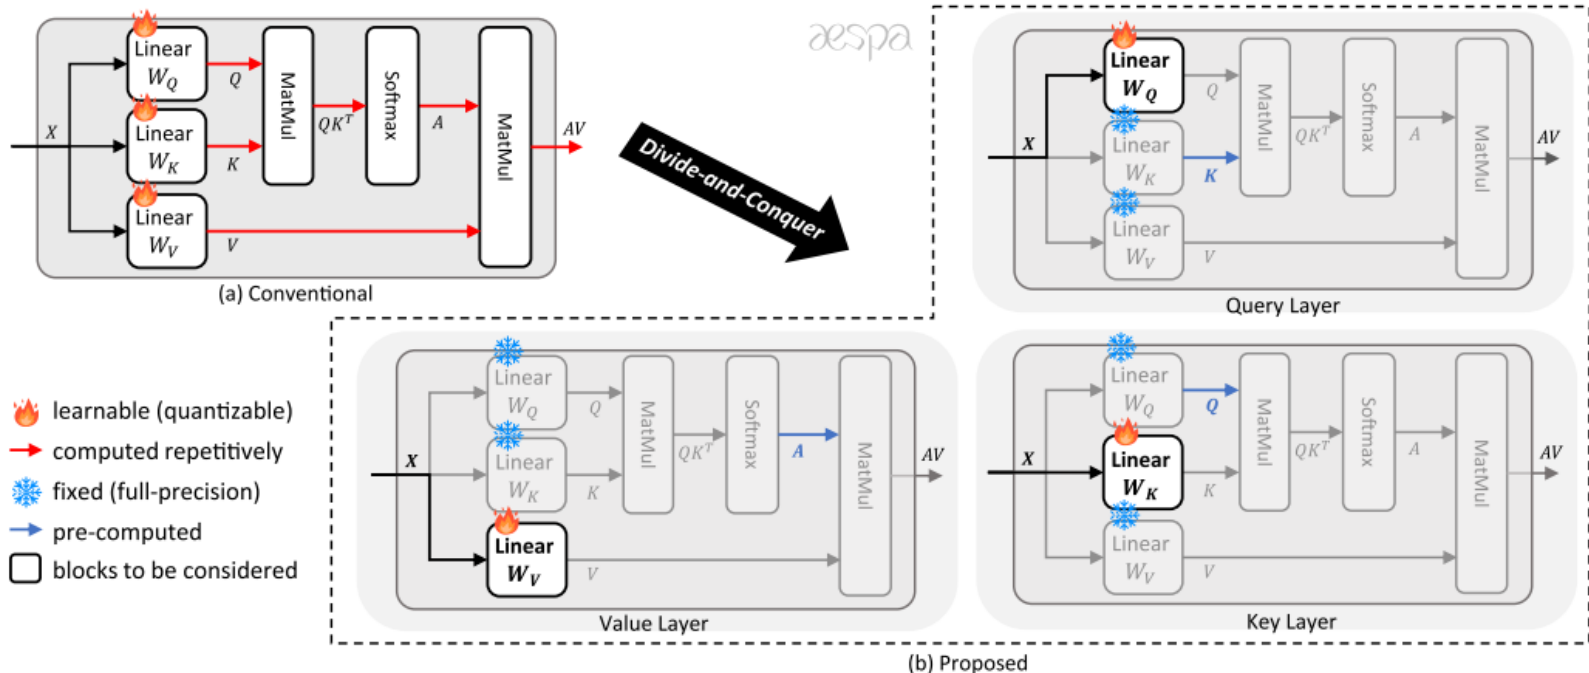 Linear
W_Q
Q
X
Linear
W_K
K
Linear
W_V
V
MatMul
QK^T
Softmax
A
MatMul
AV
(a) Conventional
æspa
Divide-and-Conquer
Linear
W_Q
Q
X
Linear
W_K
K
Linear
W_V
V
MatMul
QK^T
Softmax
A
MatMul
AV
Query Layer
learnable (quantizable)
computed repetitively
fixed (full-precision)
pre-computed
blocks to be considered
Linear
W_Q
Q
X
Linear
W_K
K
Linear
W_V
V
MatMul
QK^T
Softmax
A
MatMul
AV
Value Layer
Linear
W_Q
Q
X
Linear
W_K
K
Linear
W_V
V
MatMul
QK^T
Softmax
A
MatMul
AV
Key Layer
(b) Proposed